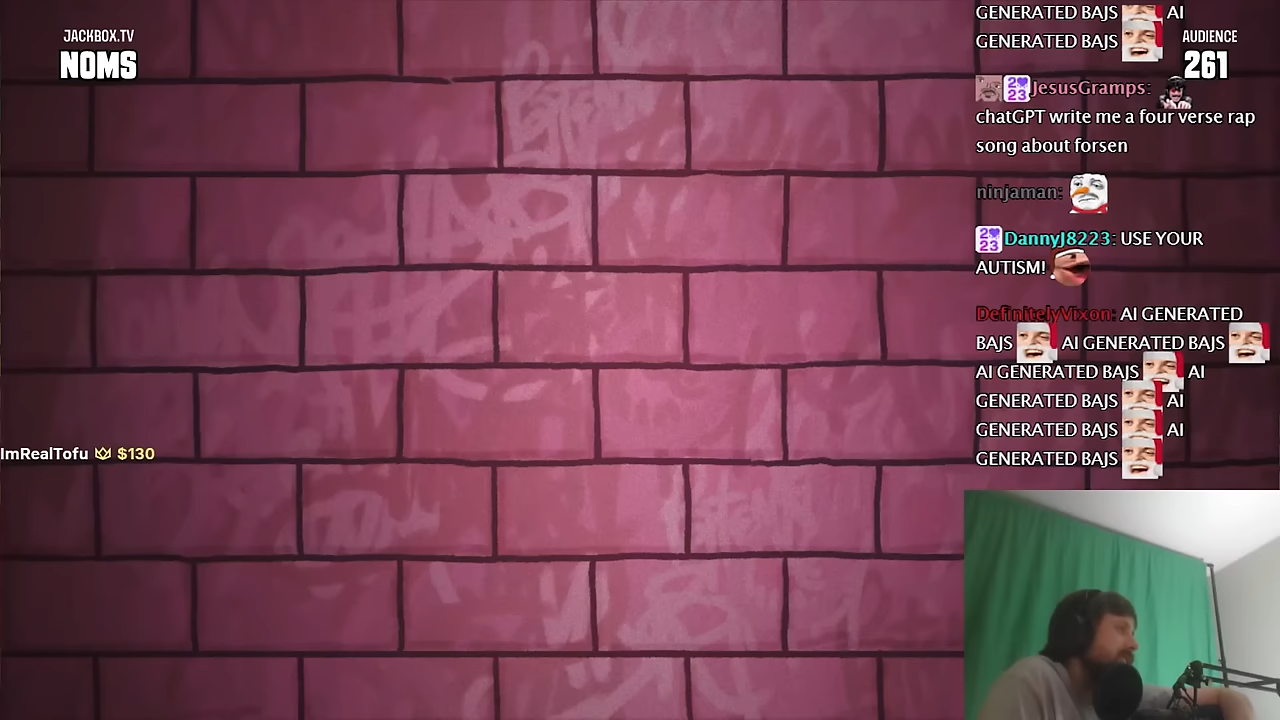 JACKBOX.TV
NOMS
AUDIENCE
261
GENERATED BAJS AI
GENERATED BAJS
JesusGramps:
chatGPT write me a four verse rap
song about forsen
ninjaman:
DannyJ8223: USE YOUR
AUTISM!
DefinitelyVixon: AI GENERATED
BAJS AI GENERATED BAJS
AI GENERATED BAJS AI
GENERATED BAJS AI
GENERATED BAJS AI
GENERATED BAJS
ImRealTofu $130